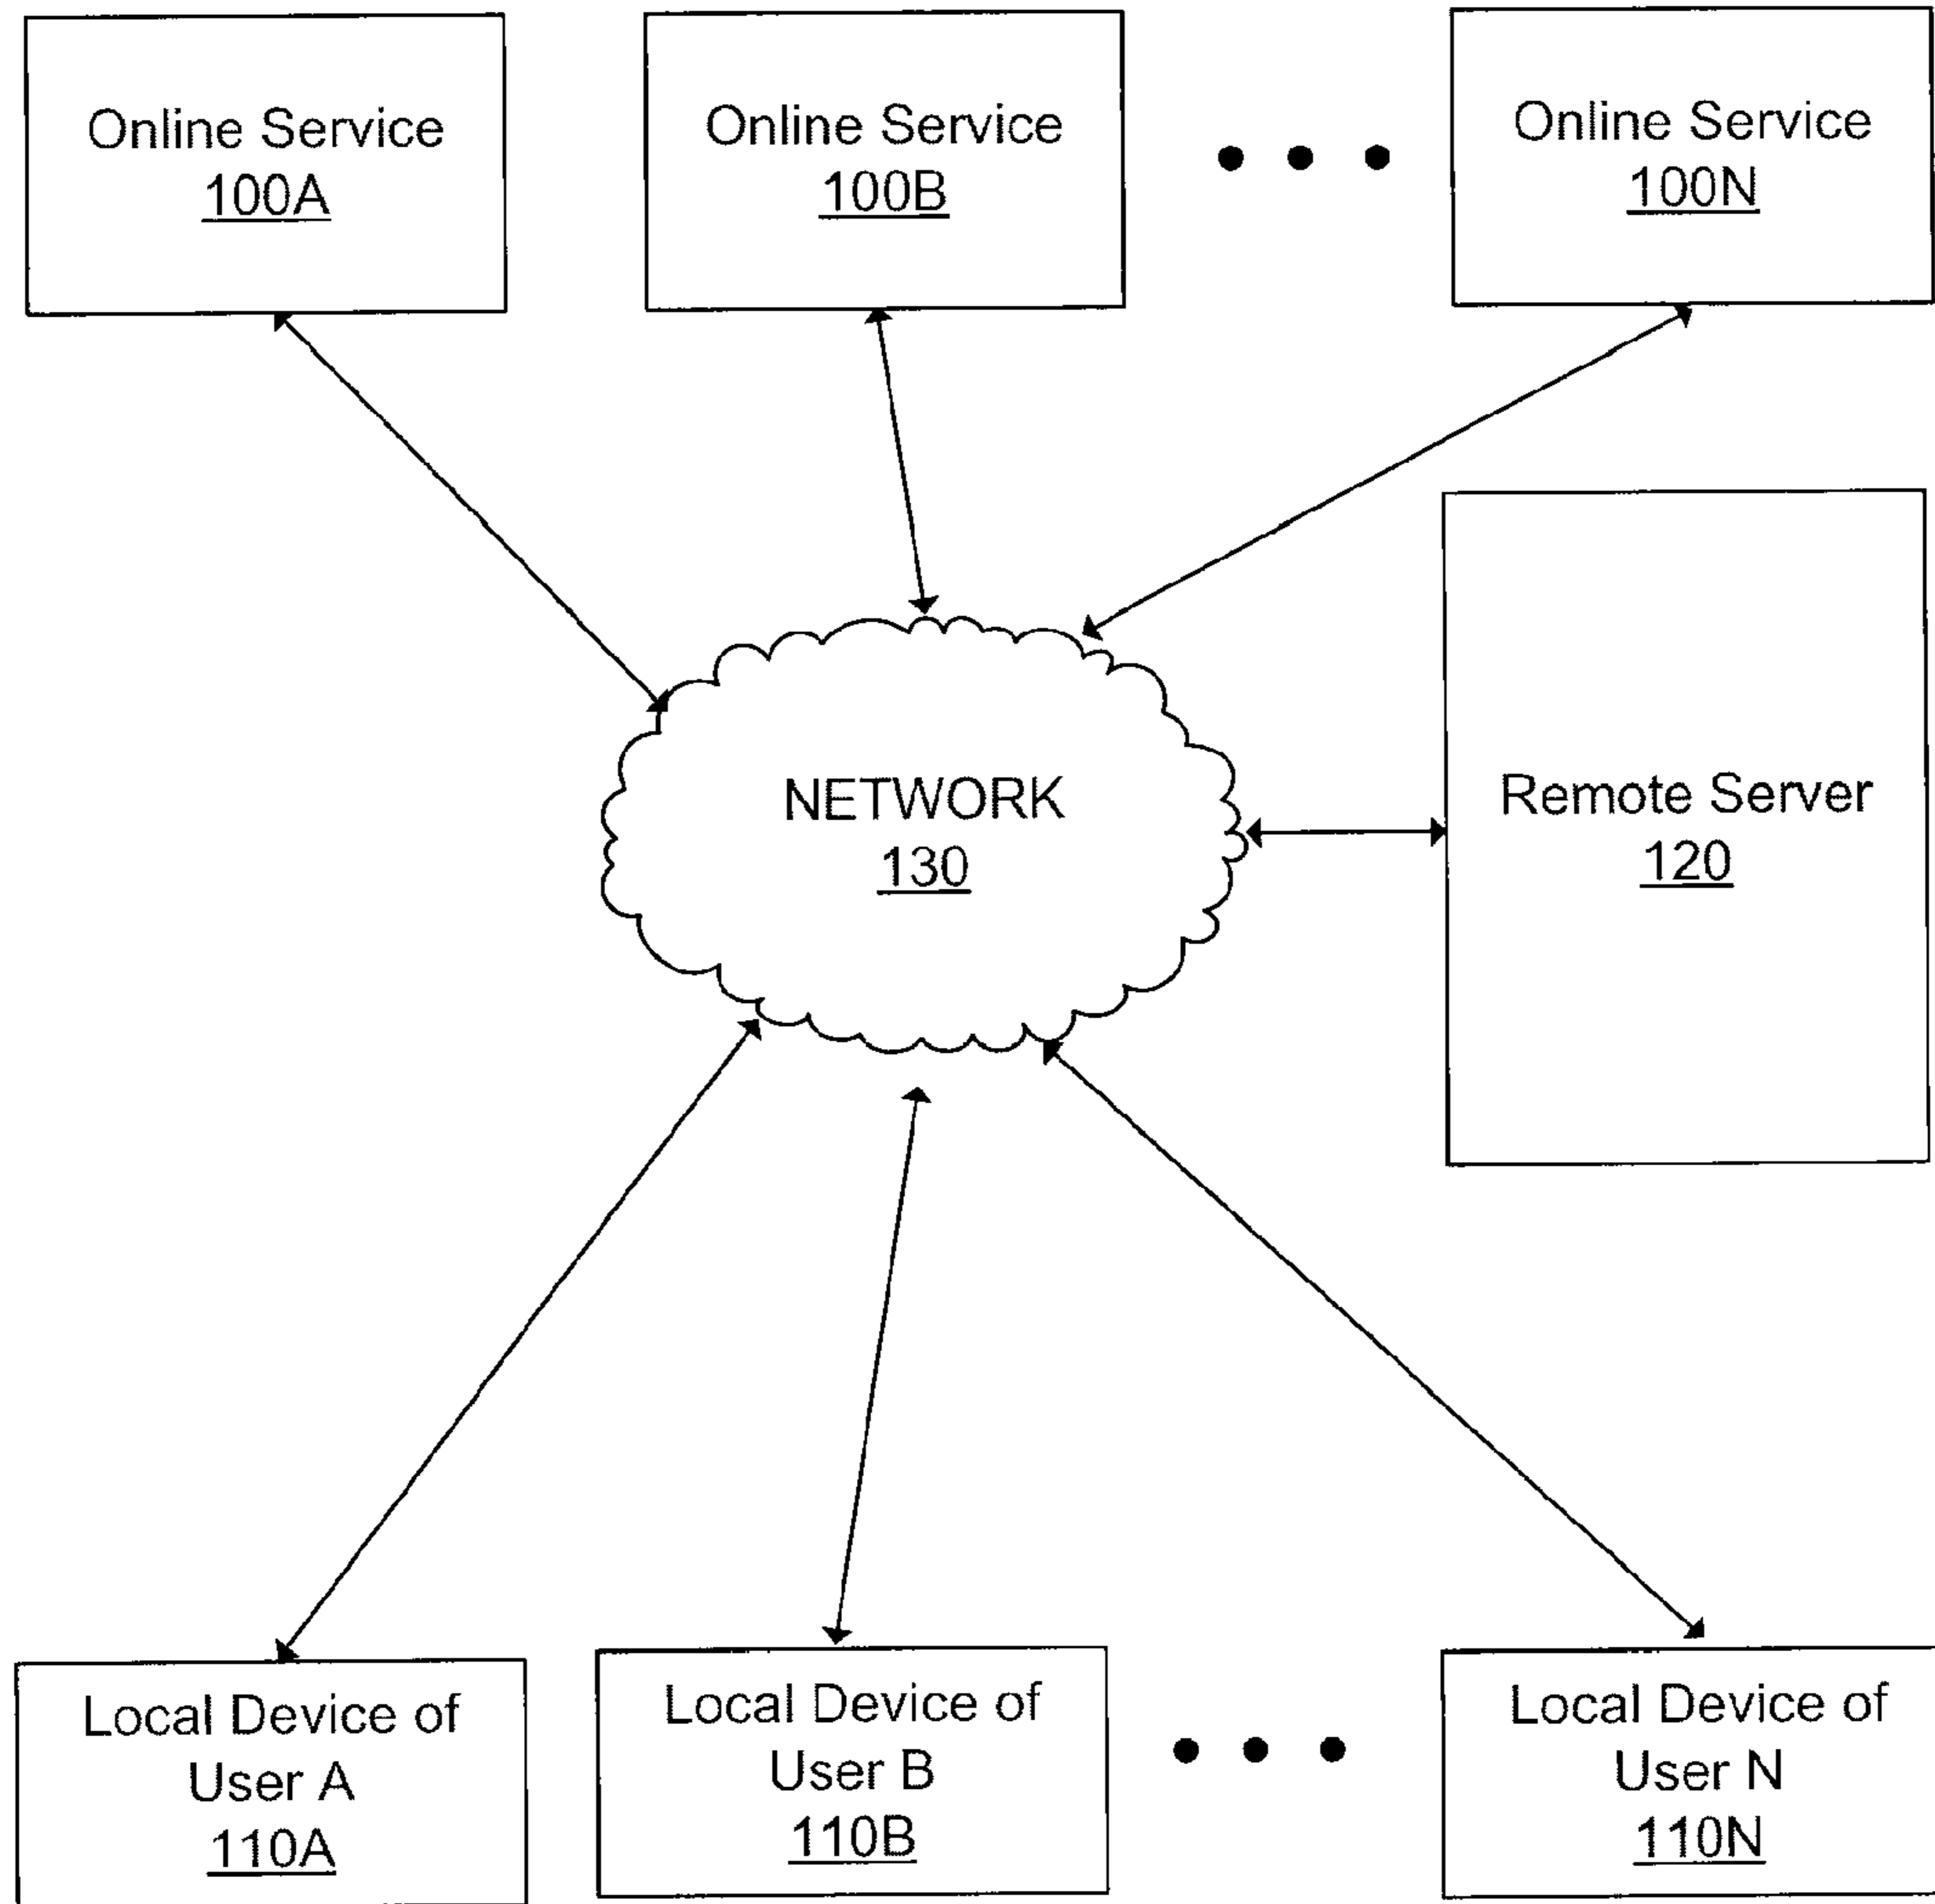 Online Service
100A
Online Service
100B
Online Service
100N
NETWORK
130
Remote Server
120
Local Device of
User A
110A
Local Device of
User B
110B
Local Device of
User N
110N